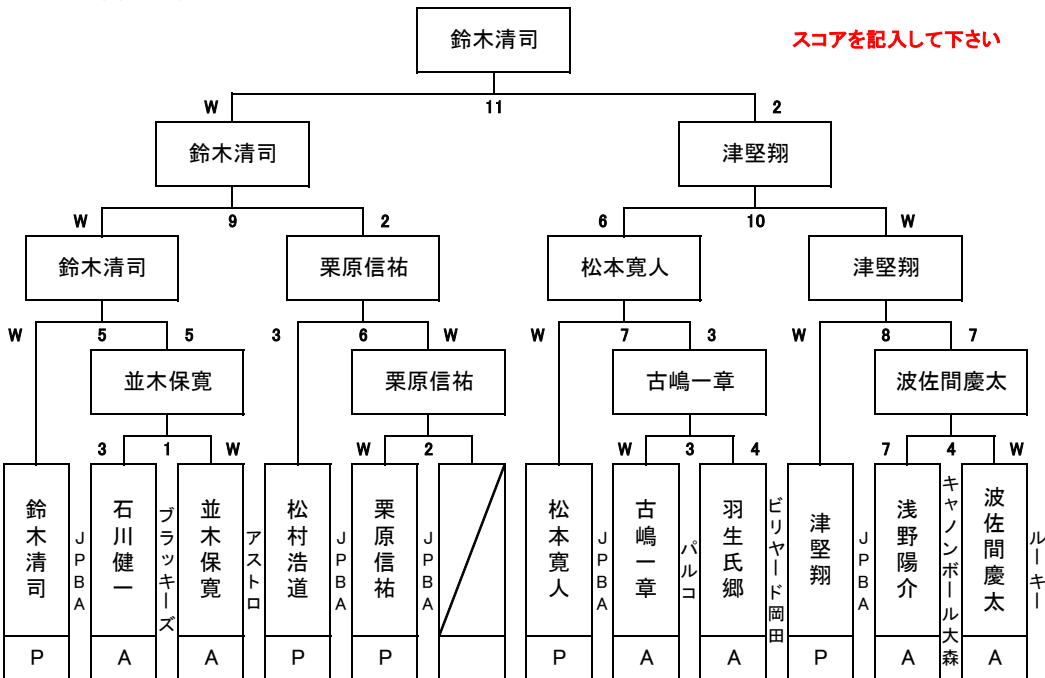 鈴木清司
スコアを記入して下さい
W 11 2
鈴木清司 津堅翔
W 9 2 6 10 W
鈴木清司 栗原信祐 松本寛人 津堅翔
W 5 5 3 6 W W 7 3 W 8 7
並木保寛 栗原信祐 古嶋一章 波佐間慶太
3 1 W W 2 W 3 4 7 4 W
鈴木清司
JPBA
石川健一
ブラッキーズ
並木保寛
アストロ
松村浩道
JPBA
栗原信祐
JPBA
松本寛人
JPBA
古嶋一章
パルコ
羽生氏郷
ビリヤード岡田
津堅翔
JPBA
浅野陽介
キャノンボール大森
波佐間慶太
ルーキー
P A A P P P A A P A A